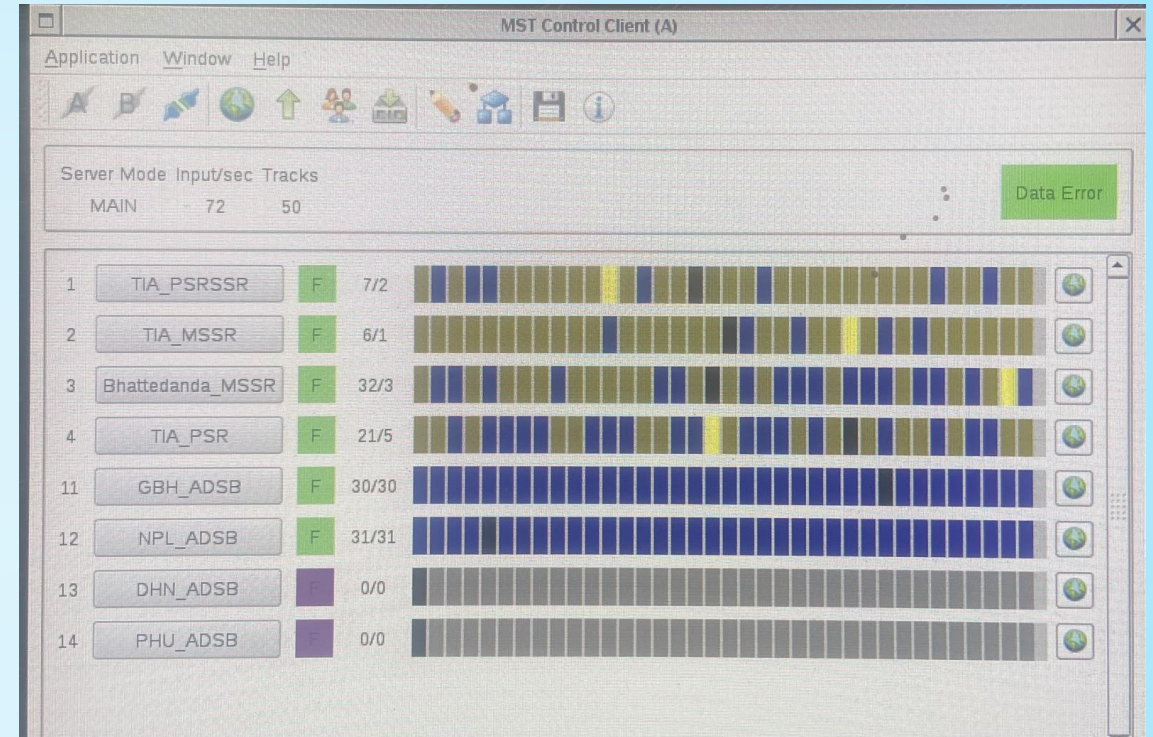 MST Control Client (A)
Application Window Help
A B
Server Mode Input/sec Tracks
MAIN 72 50
Data Error
1 TIA_PSRSSR F 7/2
2 TIA_MSSR F 6/1
3 Bhattedanda_MSSR F 32/3
4 TIA_PSR F 21/5
11 GBH_ADSB F 30/30
12 NPL_ADSB F 31/31
13 DHN_ADSB F 0/0
14 PHU_ADSB F 0/0